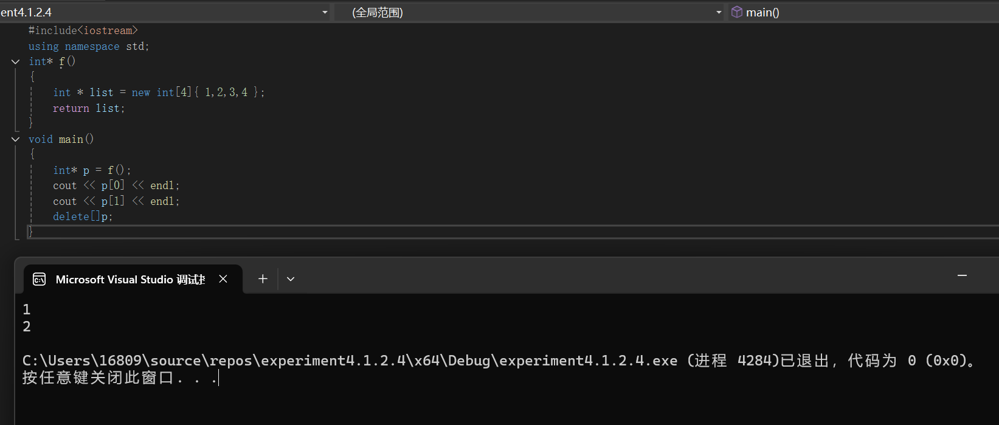 ent4.1.2.4 (全局范围) main()
#include<iostream>
using namespace std;
int* f()
{
int * list = new int[4]{ 1,2,3,4 };
return list;
}
void main()
{
int* p = f();
cout << p[0] << endl;
cout << p[1] << endl;
delete[]p;
}
Microsoft Visual Studio 调试
1
2
C:\Users\16809\source\repos\experiment4.1.2.4\x64\Debug\experiment4.1.2.4.exe (进程 4284)已退出，代码为 0 (0x0)。
按任意键关闭此窗口. . .